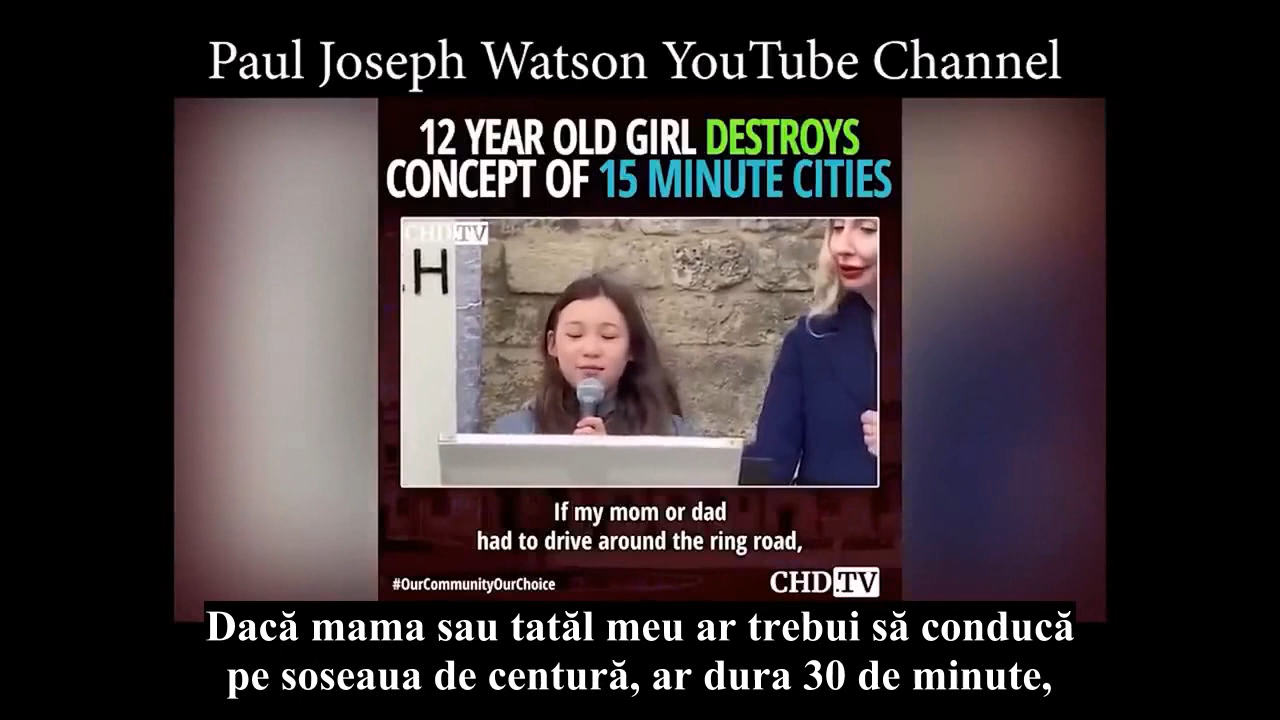 Paul Joseph Watson YouTube Channel
12 YEAR OLD GIRL DESTROYS
CONCEPT OF 15 MINUTE CITIES
CHD.TV
.H
If my mom or dad
had to drive around the ring road,
#OurCommunityOurChoice
CHD.TV
Dacă mama sau tatăl meu ar trebui să conducă
pe soseaua de centură, ar dura 30 de minute,